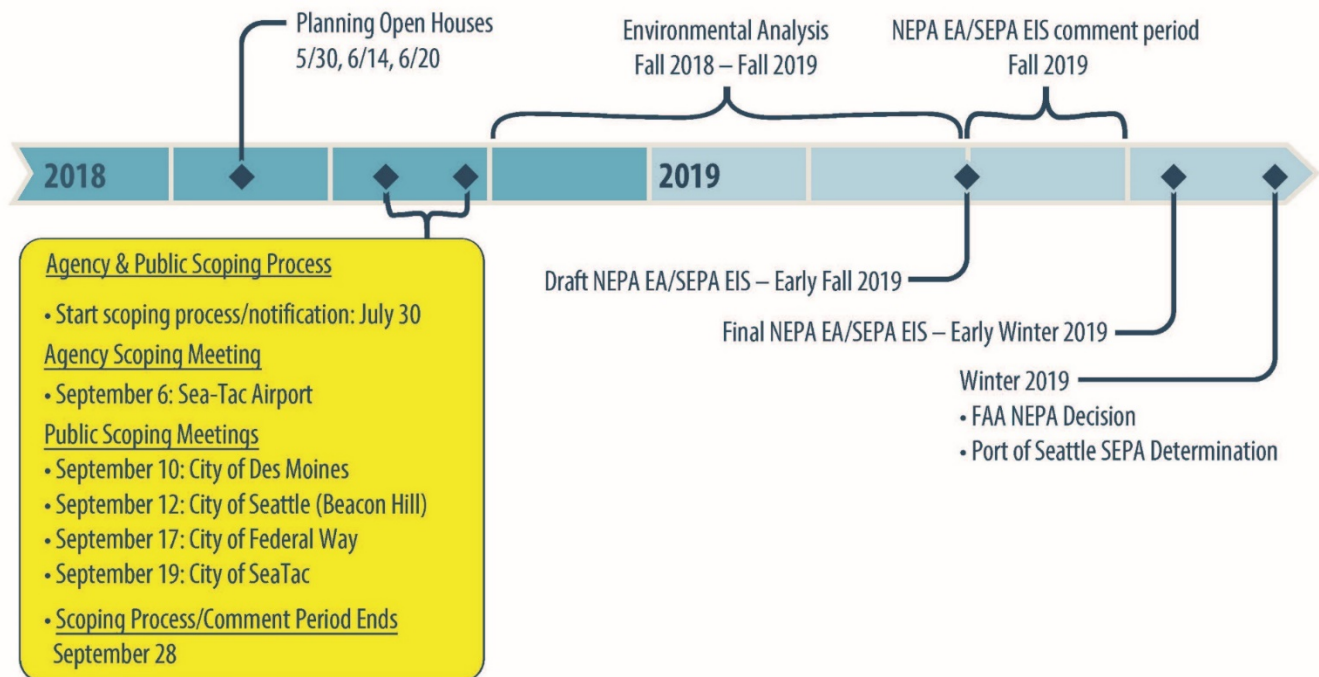 Planning Open Houses
5/30, 6/14, 6/20
Environmental Analysis
Fall 2018 – Fall 2019
NEPA EA/SEPA EIS comment period
Fall 2019
2018
2019
Agency & Public Scoping Process
• Start scoping process/notification: July 30
Agency Scoping Meeting
• September 6: Sea-Tac Airport
Public Scoping Meetings
• September 10: City of Des Moines
• September 12: City of Seattle (Beacon Hill)
• September 17: City of Federal Way
• September 19: City of SeaTac
• Scoping Process/Comment Period Ends
September 28
Draft NEPA EA/SEPA EIS – Early Fall 2019
Final NEPA EA/SEPA EIS – Early Winter 2019
Winter 2019
• FAA NEPA Decision
• Port of Seattle SEPA Determination